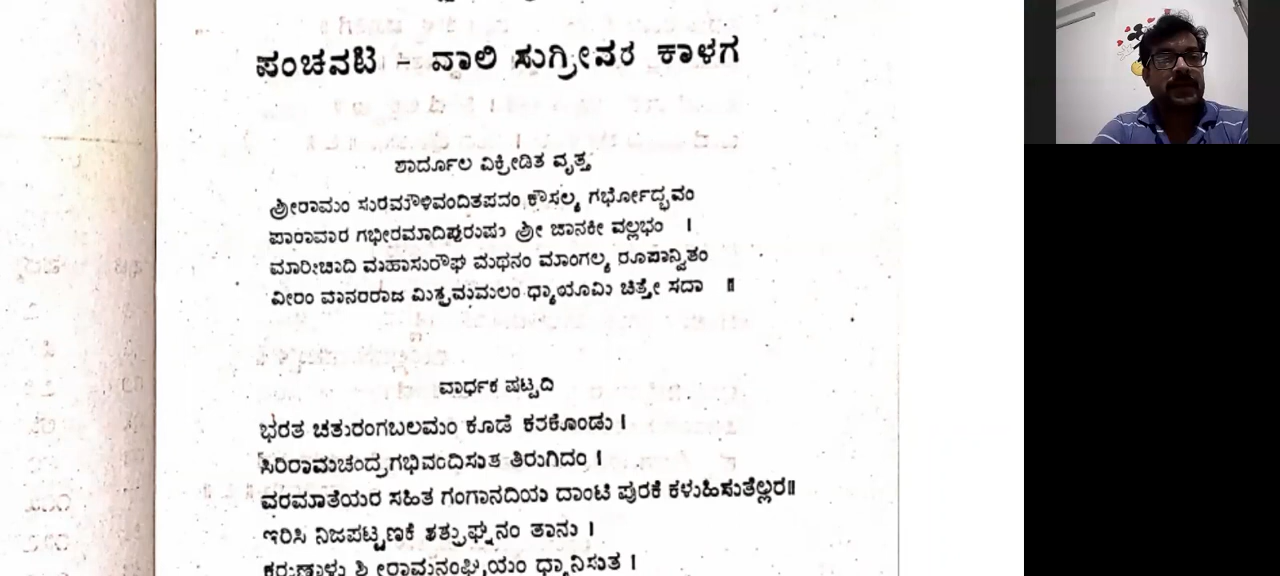 ಪಂಚವಟಿ - ವಾಲಿ ಸುಗ್ರೀವರ ಕಾಳಗ
ಶಾರ್ದೂಲ ವಿಕ್ರೀಡಿತ ವೃತ್ತ
ಶ್ರೀರಾಮಂ ಸುರಮೌಳಿವಂದಿತಪದಂ ಕೌಸಲ್ಯ ಗರ್ಭೋದ್ಭವಂ
ಪಾರಾವಾರ ಗಭೀರಮಾದಿಪುರುಷಂ ಶ್ರೀ ಜಾನಕೀ ವಲ್ಲಭಂ ।
ಮಾರೀಚಾದಿ ಮಹಾಸುರೌಘ ಮಥನಂ ಮಾಂಗಲ್ಯ ರೂಪಾನ್ವಿತಂ
ವೀರಂ ವಾನರರಾಜ ಮಿತ್ರಮಮಲಂ ಧ್ಯಾಯಾಮಿ ಚಿತ್ತೇ ಸದಾ ॥
ವಾರ್ಧಕ ಷಟ್ಪದಿ
ಭರತ ಚತುರಂಗಬಲಮಂ ಕೂಡೆ ಕರಕೊಂಡು ।
ಸಿರಿರಾಮಚಂದ್ರಗಭಿವಂದಿಸುತ ತಿರುಗಿದಂ ।
ವರಮಾತೆಯರ ಸಹಿತ ಗಂಗಾನದಿಯ ದಾಂಟಿ ಪುರಕೆ ಕಳುಹಿಸುತೆಲ್ಲರ॥
ಇರಿಸಿ ನಿಜಪಟ್ಟಣಕೆ ಶತ್ರುಘ್ನನಂ ತಾನು ।
ಕರುಣಾಳು ಶ್ರೀರಾಮನಂಘ್ರಿಯಂ ಧ್ಯಾನಿಸುತ ।